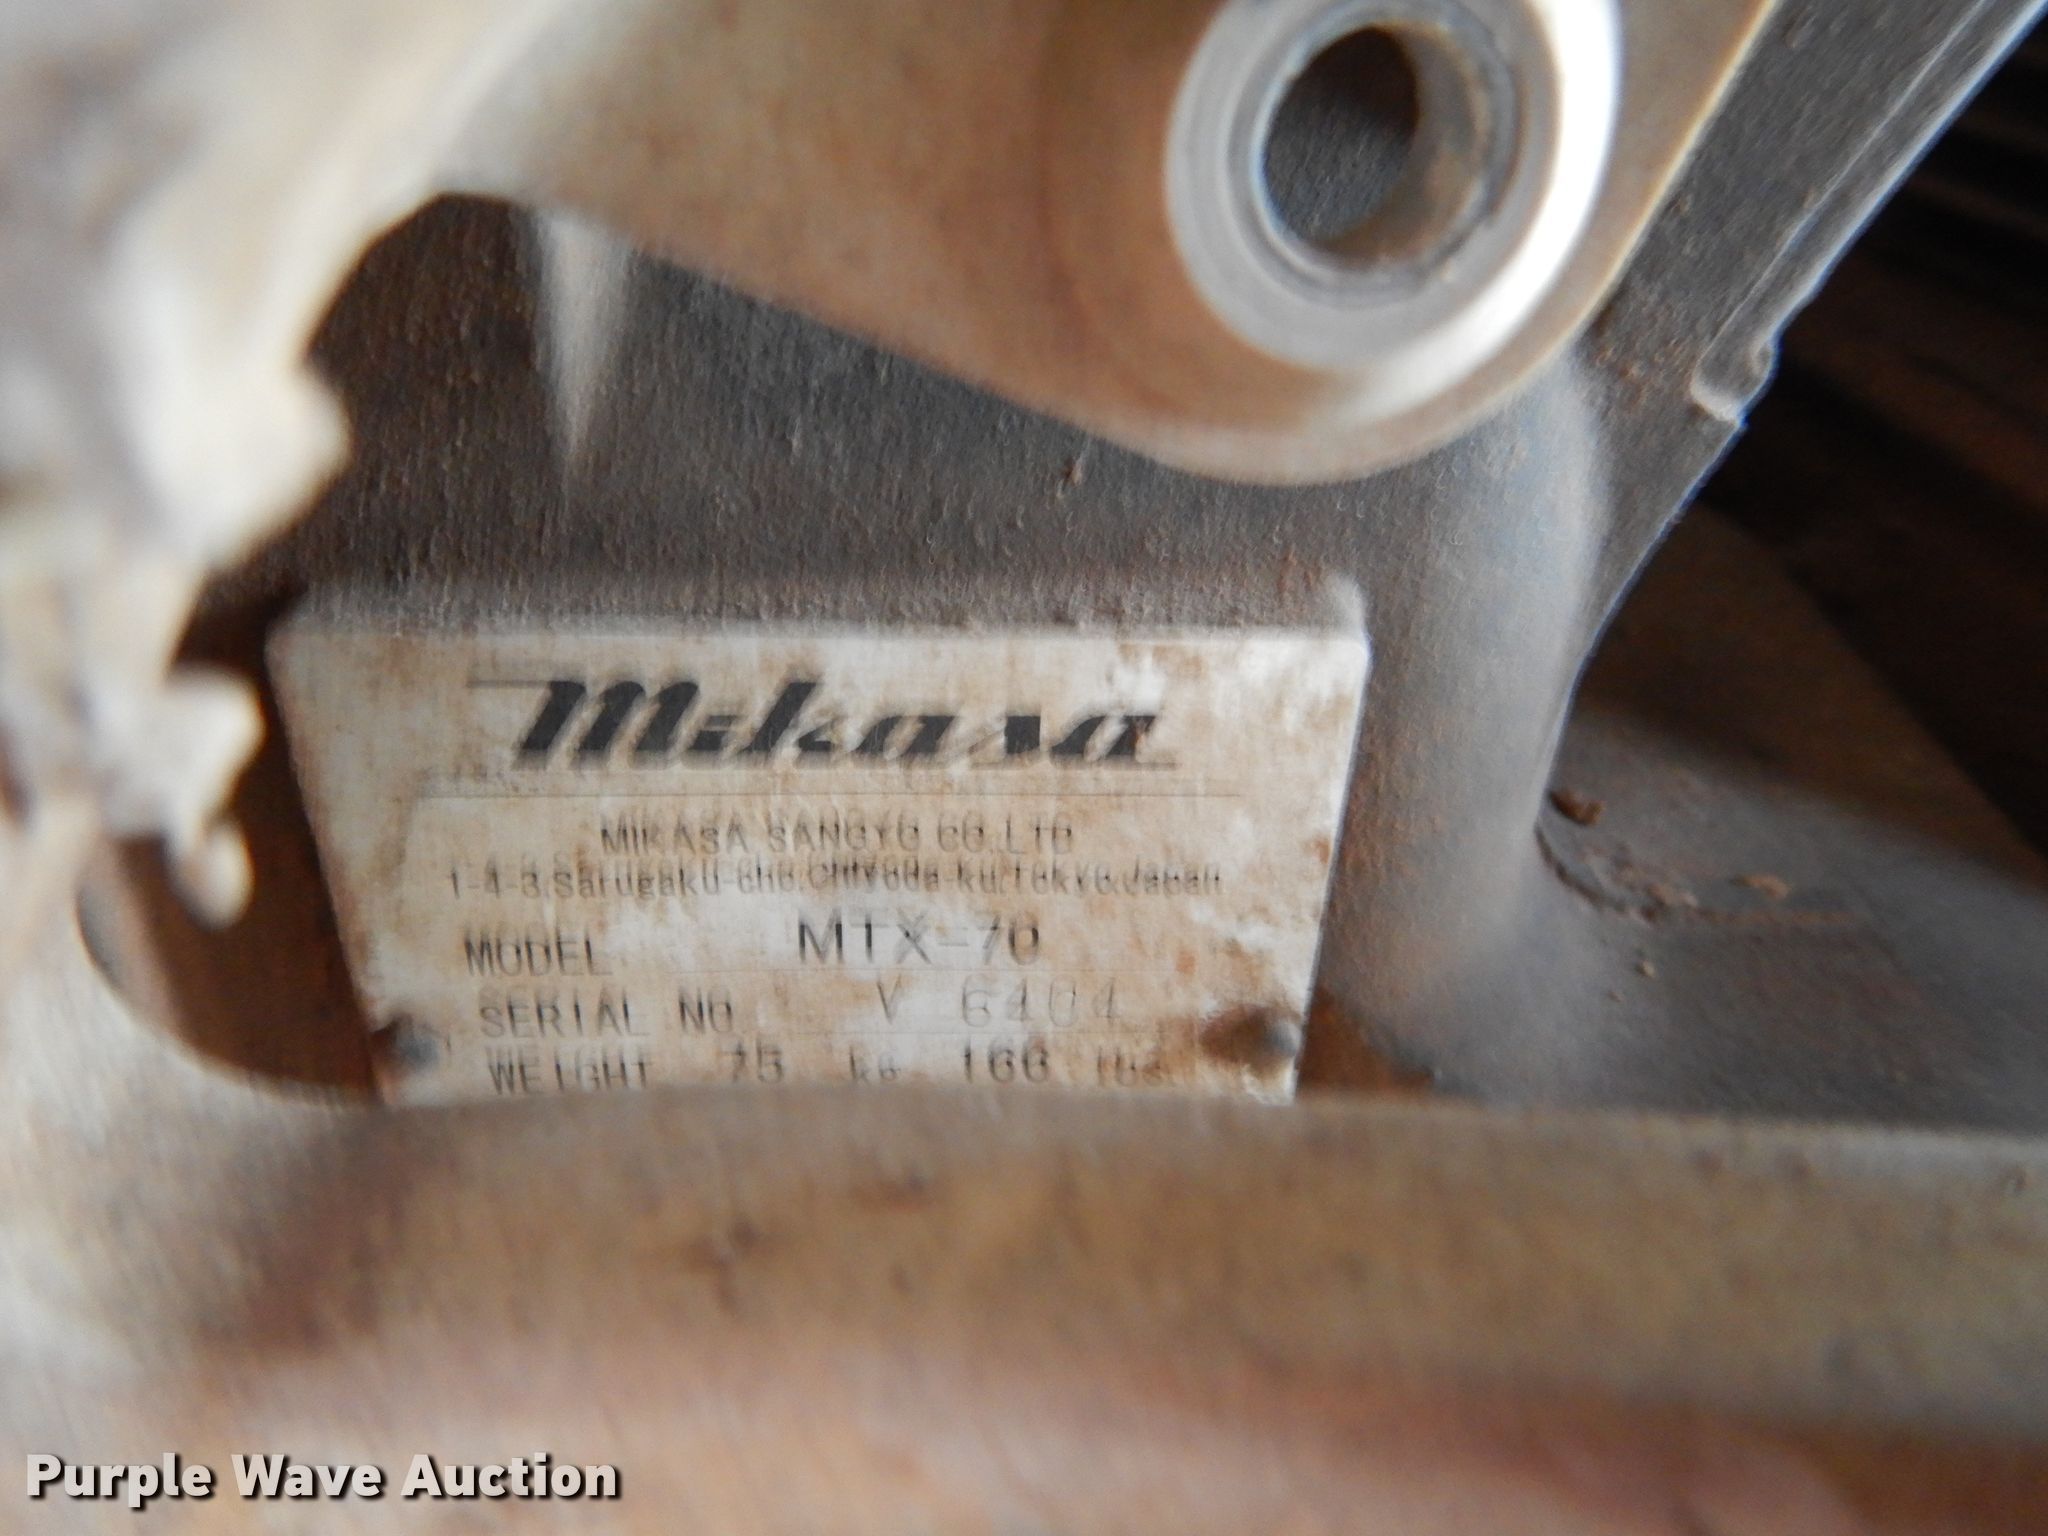 Mikasa
MIKASA SANGYO CO.,LTD
1-4-3,Sarugaku-cho,Chiyoda-ku,Tokyo,Japan
MODEL MTX-70
SERIAL NO V 6404
WEIGHT 75 kg 166 lbs
Purple Wave Auction